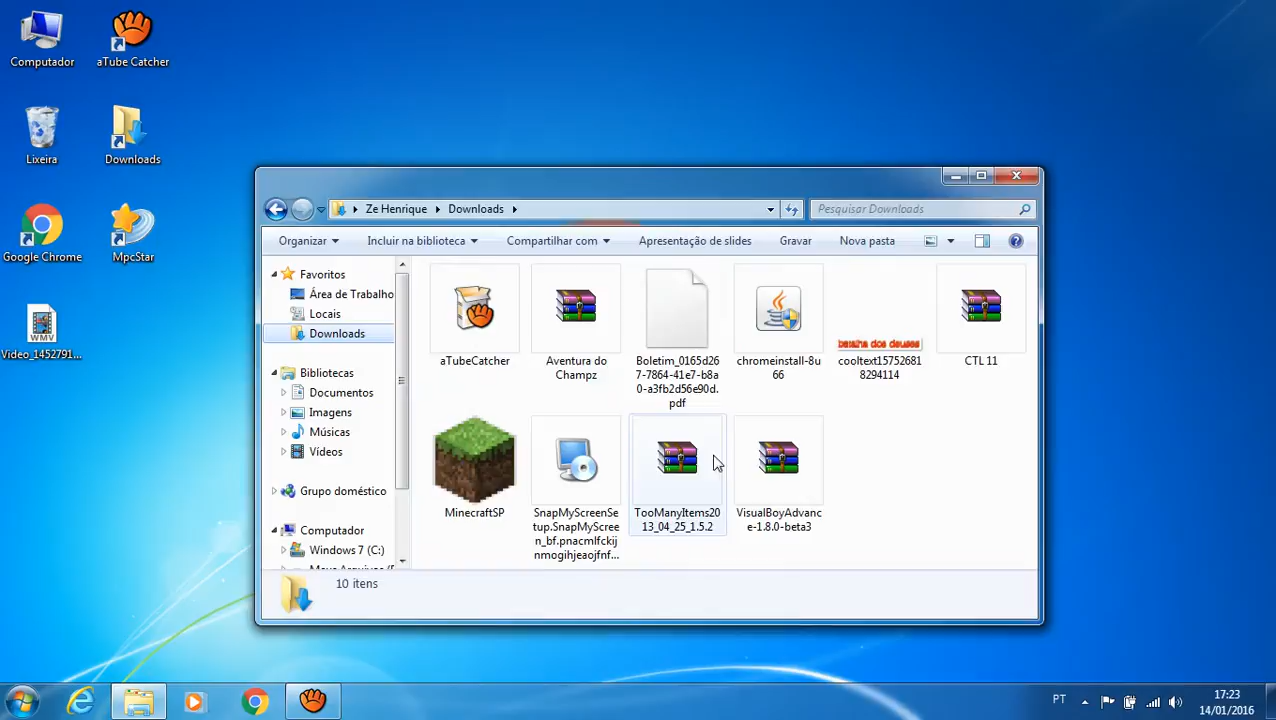 Computador
aTube Catcher
Lixeira
Downloads
Google Chrome
MpcStar
WMV
Video_1452791...
Ze Henrique
Downloads
Pesquisar Downloads
Organizar
Incluir na biblioteca
Compartilhar com
Apresentação de slides
Gravar
Nova pasta
Favoritos
Área de Trabalho
Locais
Downloads
Bibliotecas
Documentos
Imagens
Músicas
Vídeos
Grupo doméstico
Computador
Windows 7 (C:)
aTubeCatcher
Aventura do
Champz
Boletim_0165d26
7-7864-41e7-b8a
0-a3fb2d56e90d.
pdf
chromeinstall-8u
66
batalha dos deuses
cooltext15752681
8294114
CTL 11
MinecraftSP
SnapMyScreenSe
tup.SnapMyScree
n_bf.pnacmlfckij
nmogihjeaojfnf...
TooManyItems20
13_04_25_1.5.2
VisualBoyAdvanc
e-1.8.0-beta3
10 itens
PT
17:23
14/01/2016